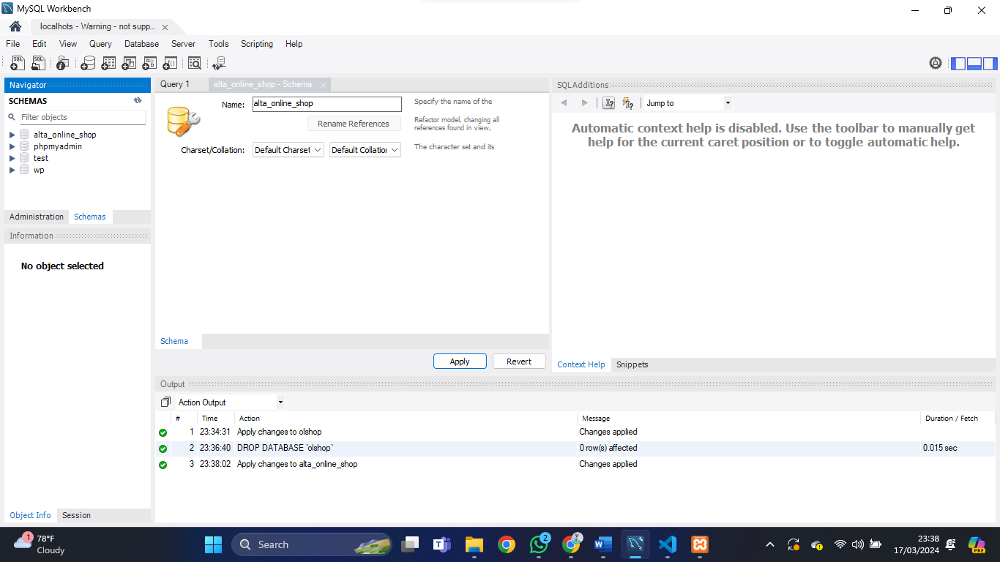 MySQL Workbench
localhots - Warning - not supp...
File Edit View Query Database Server Tools Scripting Help
Navigator
SCHEMAS
Filter objects
alta_online_shop
phpmyadmin
test
wp
Administration Schemas
Information
No object selected
Object Info Session
Query 1 alta_online_shop - Schema
Name: alta_online_shop Specify the name of the
Rename References Refactor model, changing all
references found in view,
Charset/Collation: Default Charset Default Collation The character set and its
Schema
Apply Revert
SQLAdditions
Jump to
Automatic context help is disabled. Use the toolbar to manually get
help for the current caret position or to toggle automatic help.
Context Help Snippets
Output
Action Output
# Time Action Message Duration / Fetch
1 23:34:31 Apply changes to olshop Changes applied
2 23:36:40 DROP DATABASE `olshop` 0 row(s) affected 0.015 sec
3 23:38:02 Apply changes to alta_online_shop Changes applied
1 78°F
Cloudy
Search
2
23:38
17/03/2024
PRE